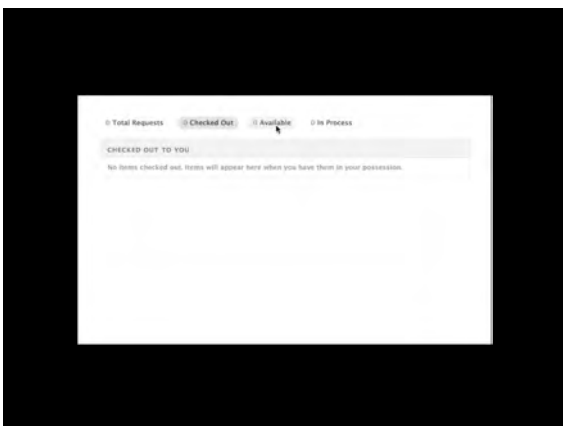 0 Total Requests 0 Checked Out 0 Available 0 In Process
CHECKED OUT TO YOU
No items checked out. Items will appear here when you have them in your possession.